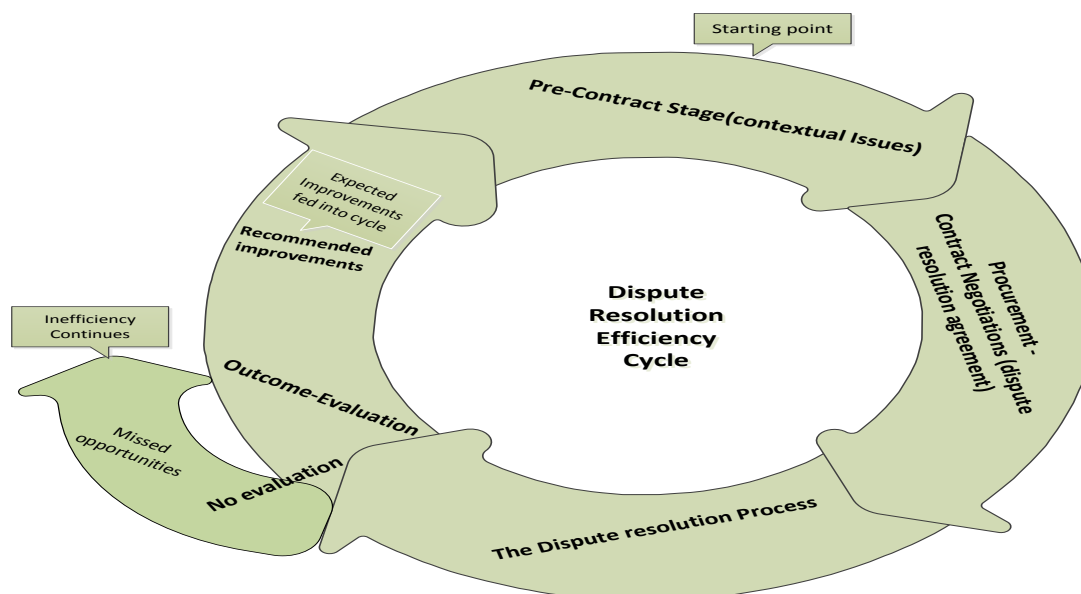 Starting point
Pre-Contract Stage(contextual Issues)
Procurement -
Contract Negotiations (dispute
resolution agreement)
The Dispute resolution Process
Outcome-Evaluation
No evaluation
Missed
opportunities
Inefficiency
Continues
Recommended
improvements
Expected
Improvements
fed into cycle
Dispute
Resolution
Efficiency
Cycle